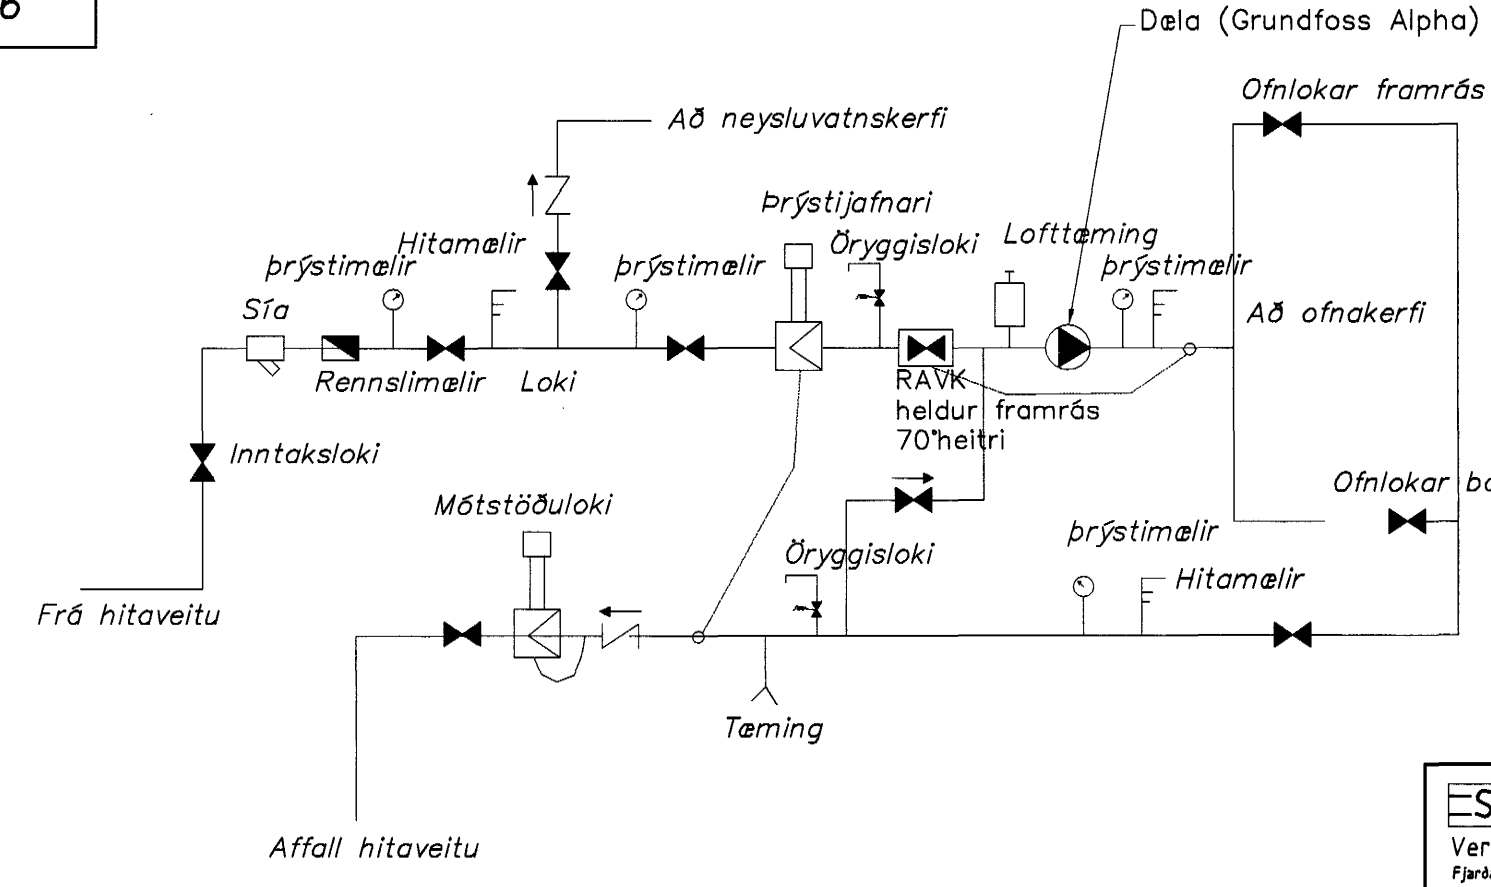 6
Dæla (Grundfoss Alpha)
Ofnlokar framrás
Að neysluvatnskerfi
Þrýstijafnari
Hitamælir
Öryggisloki
Lofttæming
þrýstimælir
þrýstimælir
þrýstimælir
Sía
Að ofnakerfi
Rennslimælir
Loki
RAVK
heldur framrás
70°heitri
Inntaksloki
Ofnlokar
Mótstöðuloki
þrýstimælir
Öryggisloki
Hitamælir
Frá hitaveitu
Tæming
Affall hitaveitu